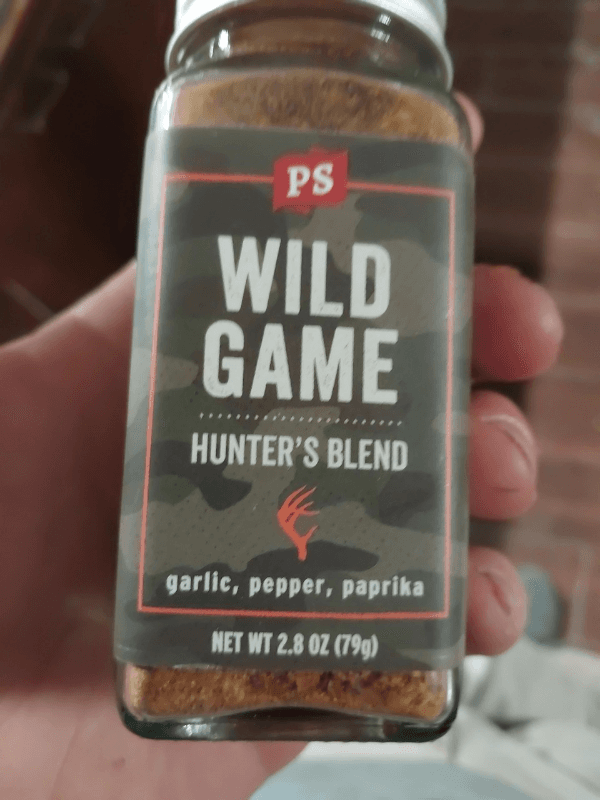 PS
WILD
GAME
HUNTER'S BLEND
garlic, pepper, paprika
NET WT 2.8 OZ (79g)